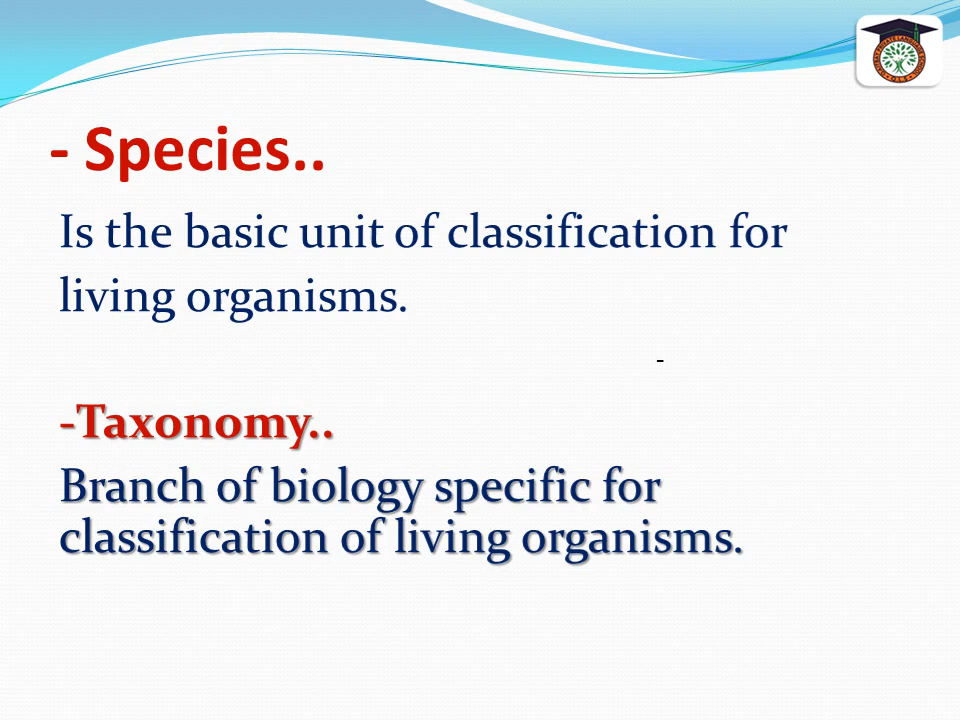 - Species..
Is the basic unit of classification for
living organisms.
-
-Taxonomy..
Branch of biology specific for
classification of living organisms.